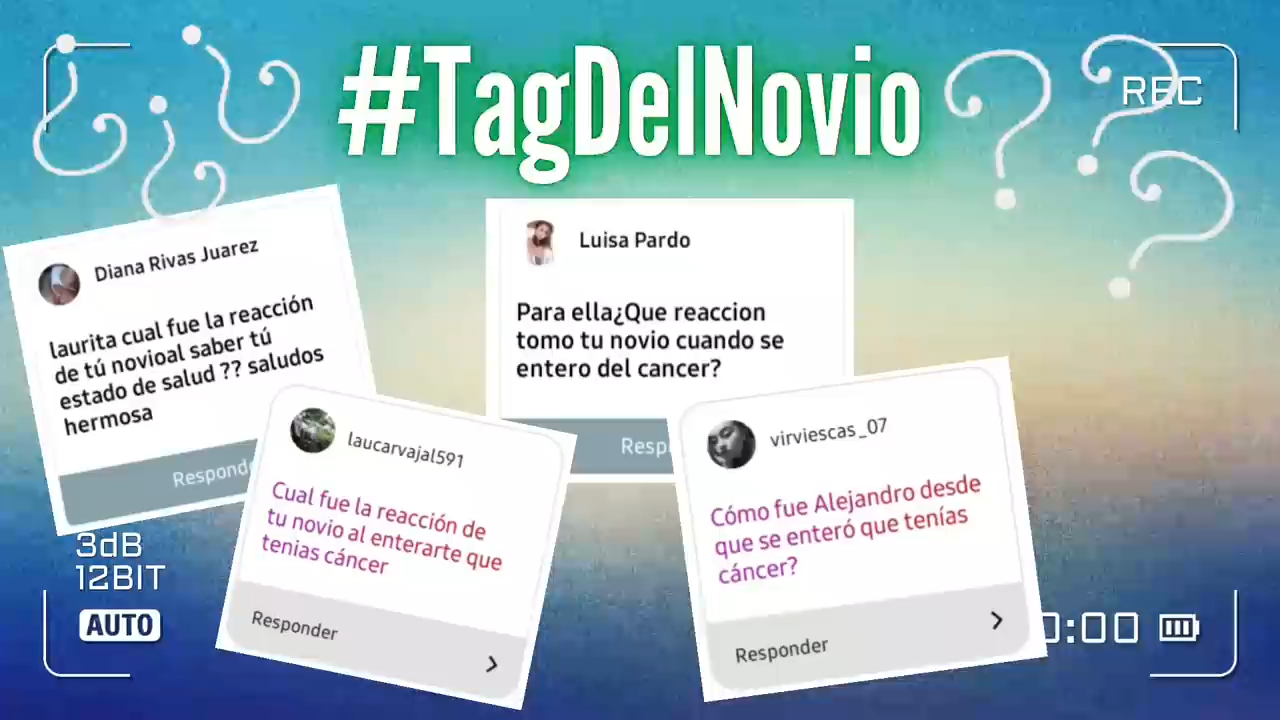 #TagDelNovio
REC
Diana Rivas Juarez
laurita cual fue la reacción
de tú novioal saber tú
estado de salud ?? saludos
hermosa
Luisa Pardo
Para ella¿Que reaccion
tomo tu novio cuando se
entero del cancer?
laucarvajal591
Cual fue la reacción de
tu novio al enterarte que
tenias cáncer
Responder
virviescas_07
Cómo fue Alejandro desde
que se enteró que tenías
cáncer?
Responder
3dB
12BIT
AUTO